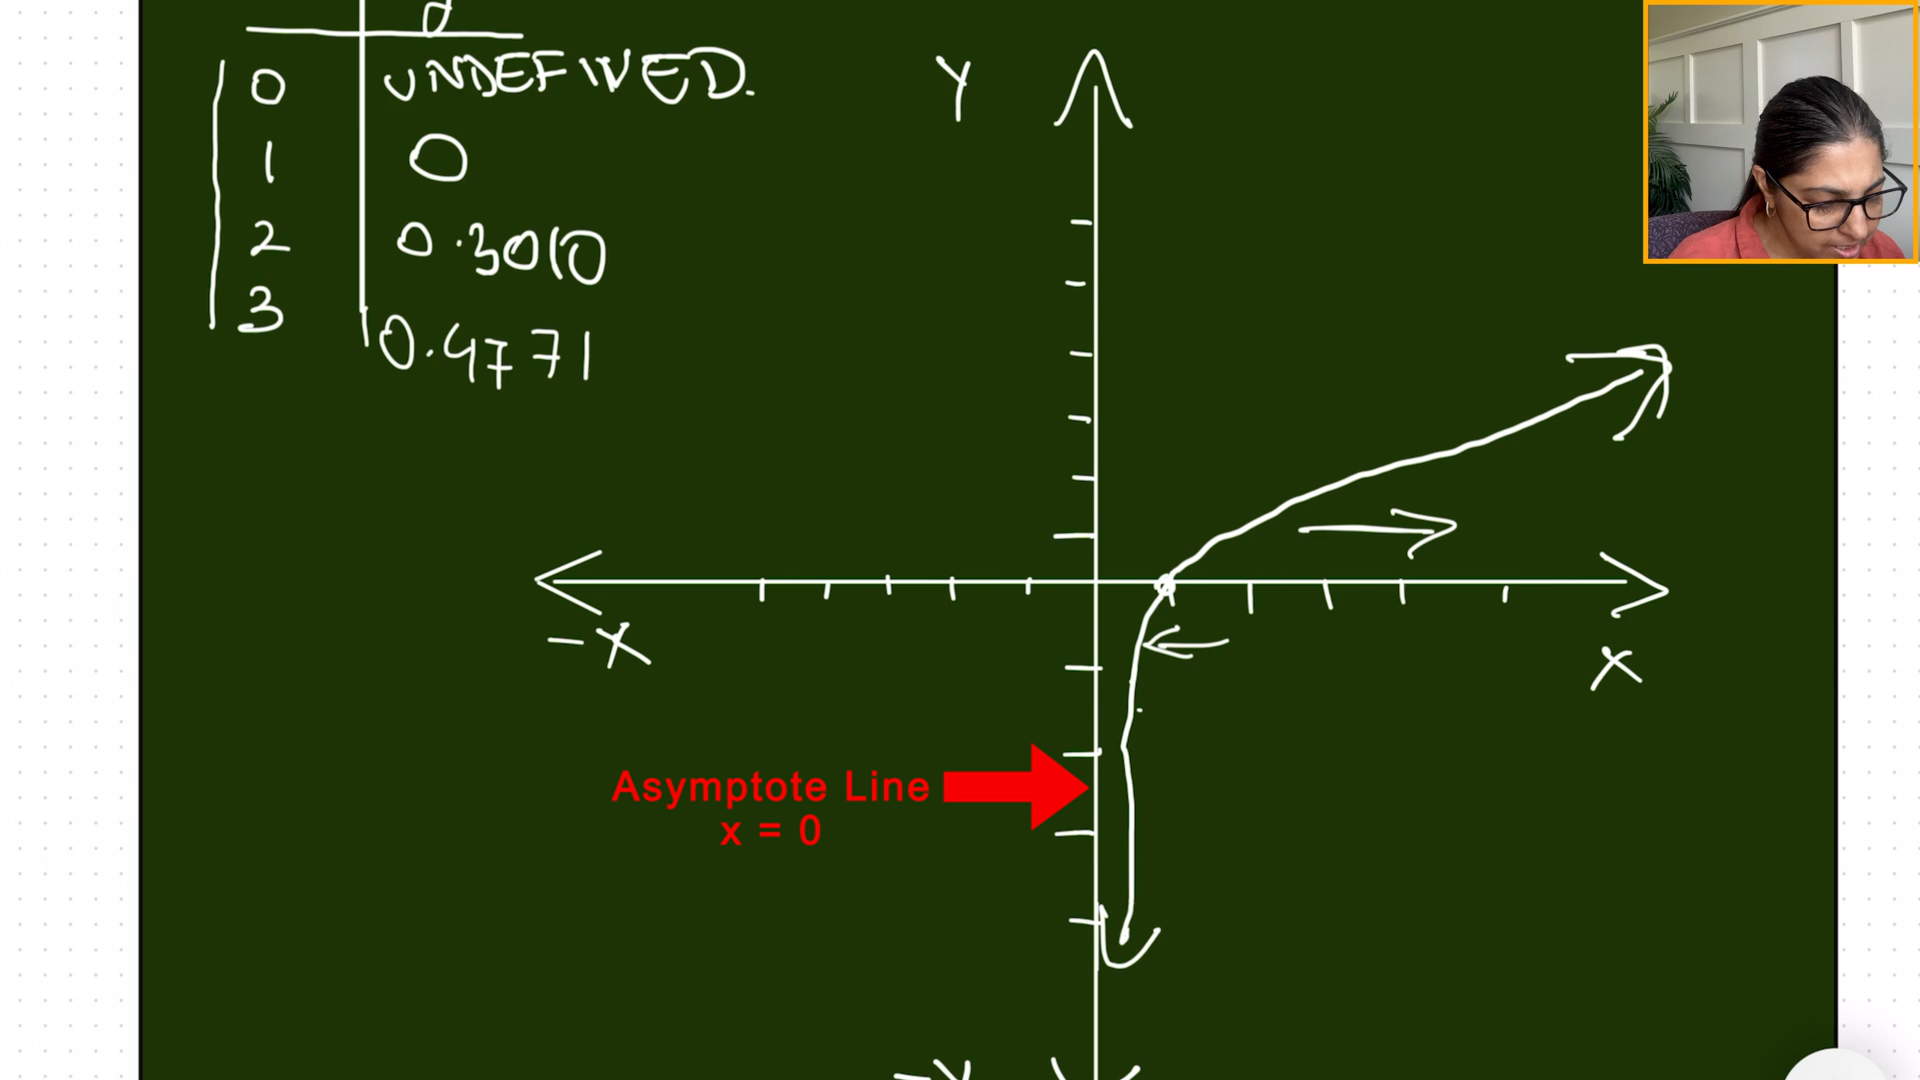 0 UNDEFINED.
1 0
2 0.3010
3 0.4771
Y
-X
X
Asymptote Line
x = 0
-Y